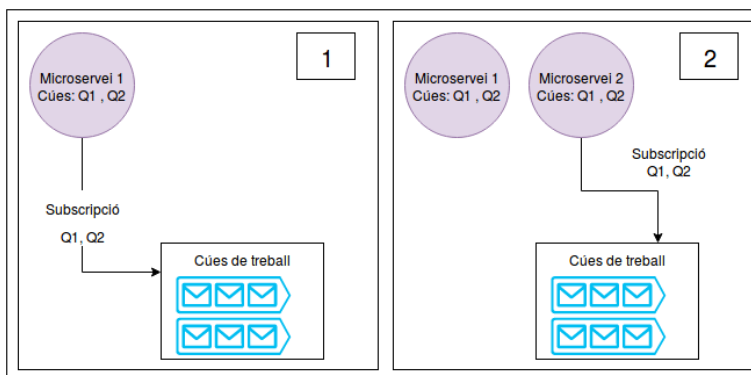 1
Microservei 1
Cúes: Q1 , Q2
Subscripció
Q1, Q2
Cúes de treball
2
Microservei 1
Cúes: Q1 , Q2
Microservei 2
Cúes: Q1 , Q2
Subscripció
Q1, Q2
Cúes de treball